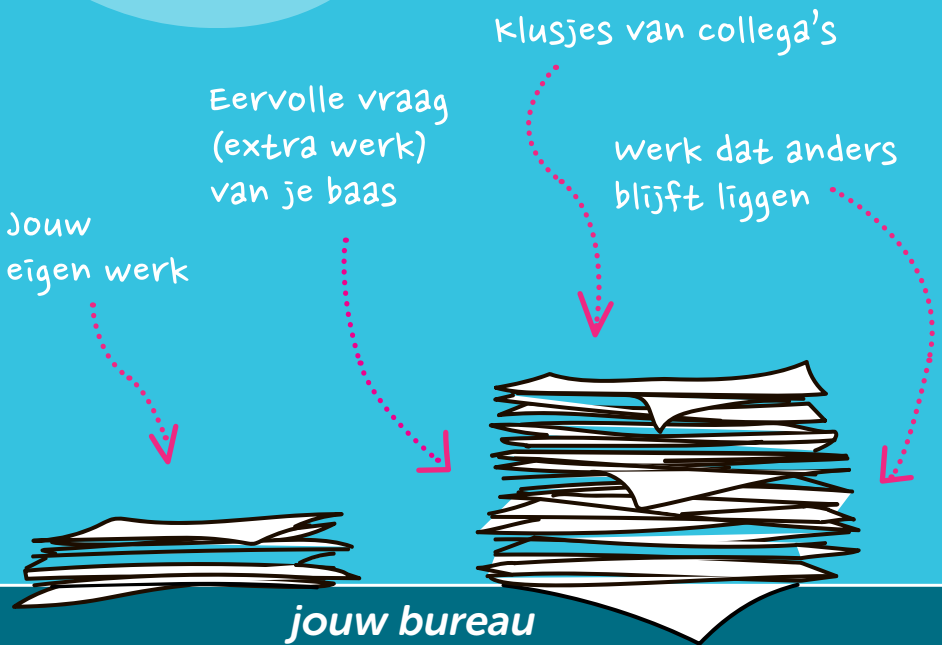 Klusjes van collega's
Eervolle vraag
(extra werk)
van je baas
Werk dat anders
blijft liggen
Jouw
eigen werk
jouw bureau